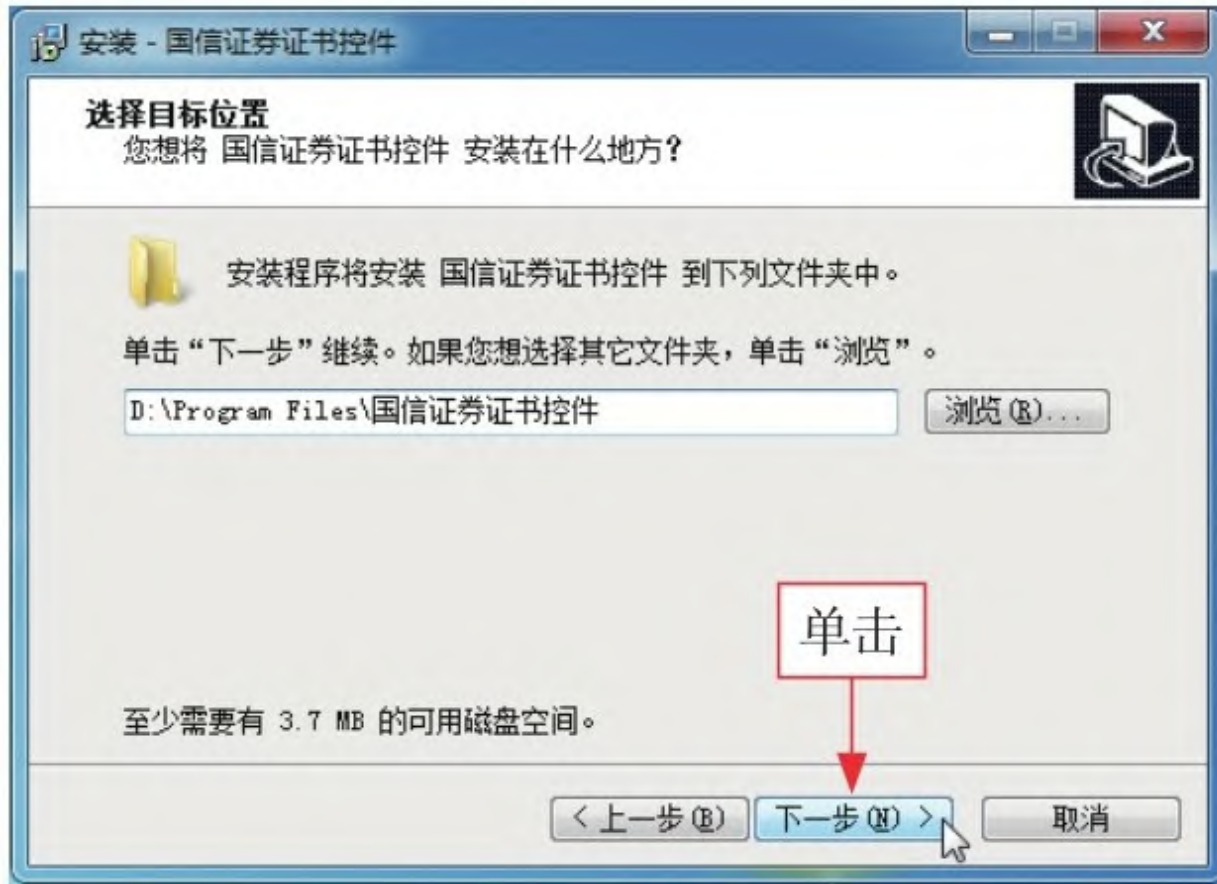 安装 - 国信证券证书控件
选择目标位置
您想将 国信证券证书控件 安装在什么地方?
安装程序将安装 国信证券证书控件 到下列文件夹中。
单击“下一步”继续。如果您想选择其它文件夹，单击“浏览”。
D:\Program Files\国信证券证书控件
浏览(R)...
单击
至少需要有 3.7 MB 的可用磁盘空间。
< 上一步(B) 下一步(N) > 取消